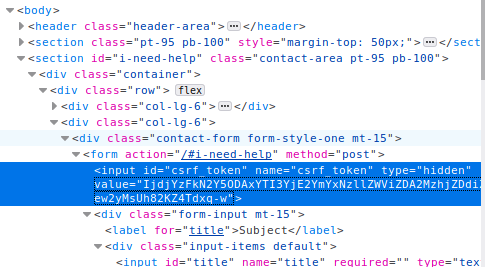 <body>
<header class="header-area"> ⋯ </header>
<section class="pt-95 pb-100" style="margin-top: 50px;"> ⋯ </sect
<section id="i-need-help" class="contact-area pt-95 pb-100">
<div class="container">
<div class="row"> flex
<div class="col-lg-6"> ⋯ </div>
<div class="col-lg-6">
<div class="contact-form form-style-one mt-15">
<form action="/#i-need-help" method="post">
<input id="csrf_token" name="csrf_token" type="hidden"
ew2yMsUh82KZ4Tdxq-w">
<div class="form-input mt-15">
<label for="title">Subject</label>
<div class="input-items default">
<input id="title" name="title" required="" type="tex